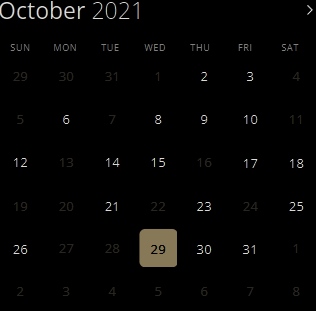 October 2021
SUN MON TUE WED THU FRI SAT
29 30 31 1 2 3 4
5 6 7 8 9 10 11
12 13 14 15 16 17 18
19 20 21 22 23 24 25
26 27 28 29 30 31 1
2 3 4 5 6 7 8